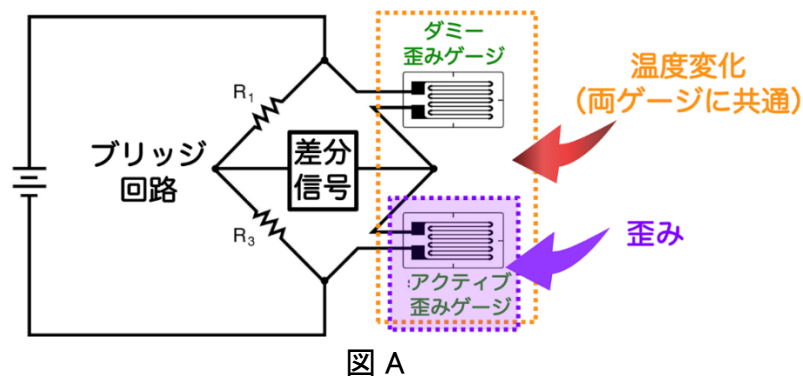 ダミー
歪みゲージ
温度変化
（両ゲージに共通）
R1
ブリッジ
回路
差分
信号
R3
歪み
アクティブ
歪みゲージ
図 A